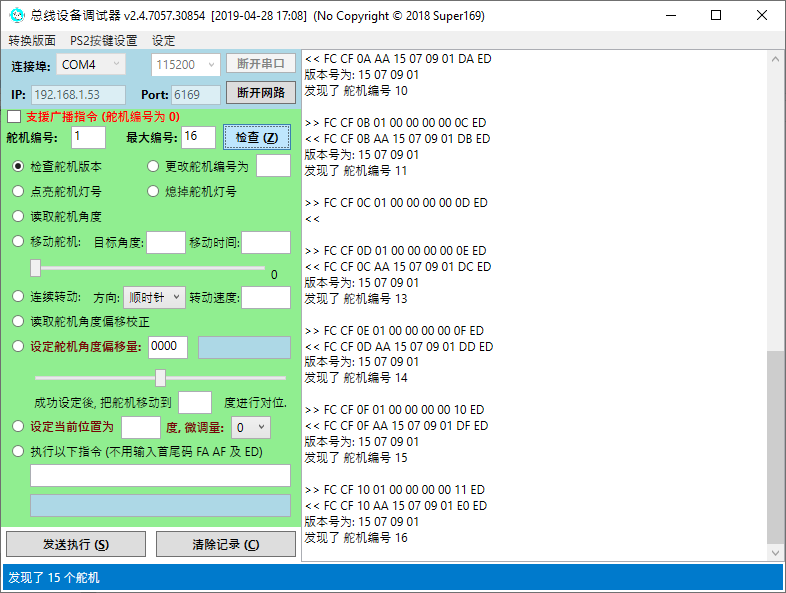 总线设备调试器 v2.4.7057.30854 [2019-04-28 17:08] (No Copyright © 2018 Super169)
转换版面 PS2按键设置 设定
连接埠: COM4 115200 断开串口
IP: 192.168.1.53 Port: 6169 断开网路
支援广播指令 (舵机编号为 0)
舵机编号: 1 最大编号: 16 检查 (Z)
检查舵机版本 更改舵机编号为
点亮舵机灯号 熄掉舵机灯号
读取舵机角度
移动舵机: 目标角度: 移动时间:
0
连续转动: 方向: 顺时针 转动速度:
读取舵机角度偏移校正
设定舵机角度偏移量: 0000
成功设定後, 把舵机移动到 度进行对位.
设定当前位置为 度, 微调量: 0
执行以下指令 (不用输入首尾码 FA AF 及 ED)
发送执行 (S) 清除记录 (C)
<< FC CF 0A AA 15 07 09 01 DA ED
版本号为: 15 07 09 01
发现了 舵机编号 10
>> FC CF 0B 01 00 00 00 00 0C ED
<< FC CF 0B AA 15 07 09 01 DB ED
版本号为: 15 07 09 01
发现了 舵机编号 11
>> FC CF 0C 01 00 00 00 00 0D ED
<<
>> FC CF 0D 01 00 00 00 00 0E ED
<< FC CF 0C AA 15 07 09 01 DC ED
版本号为: 15 07 09 01
发现了 舵机编号 13
>> FC CF 0E 01 00 00 00 00 0F ED
<< FC CF 0D AA 15 07 09 01 DD ED
版本号为: 15 07 09 01
发现了 舵机编号 14
>> FC CF 0F 01 00 00 00 00 10 ED
<< FC CF 0F AA 15 07 09 01 DF ED
版本号为: 15 07 09 01
发现了 舵机编号 15
>> FC CF 10 01 00 00 00 00 11 ED
<< FC CF 10 AA 15 07 09 01 E0 ED
版本号为: 15 07 09 01
发现了 舵机编号 16
发现了 15 个舵机